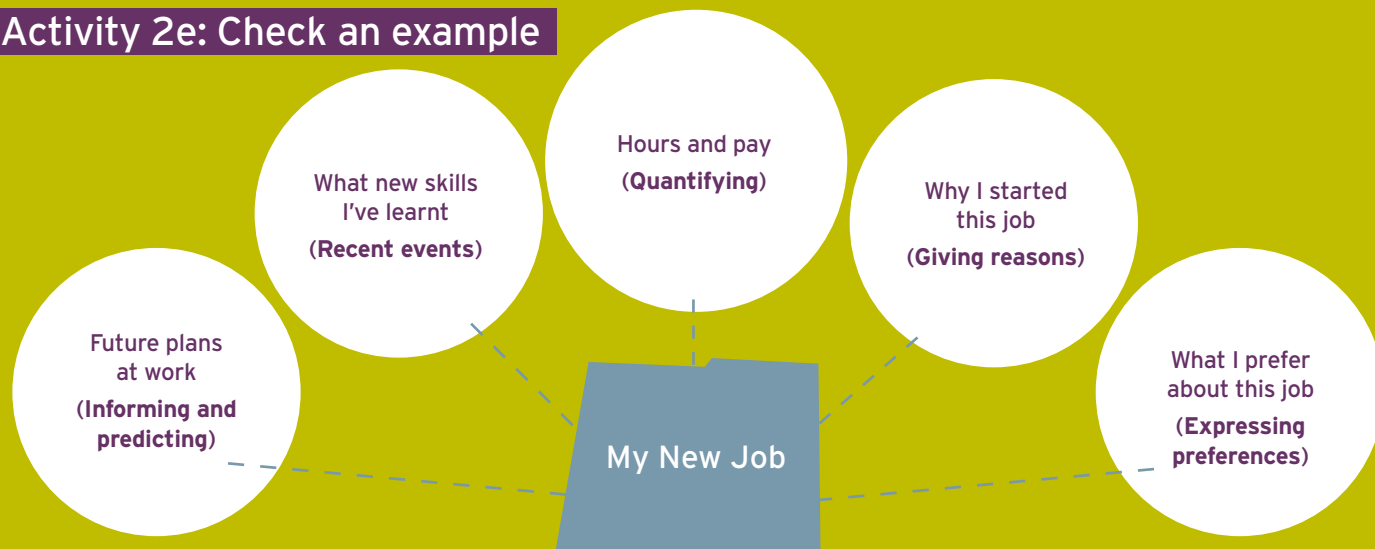 Activity 2e: Check an example
Future plans
at work
(Informing and
predicting)
What new skills
I've learnt
(Recent events)
Hours and pay
(Quantifying)
Why I started
this job
(Giving reasons)
What I prefer
about this job
(Expressing
preferences)
My New Job